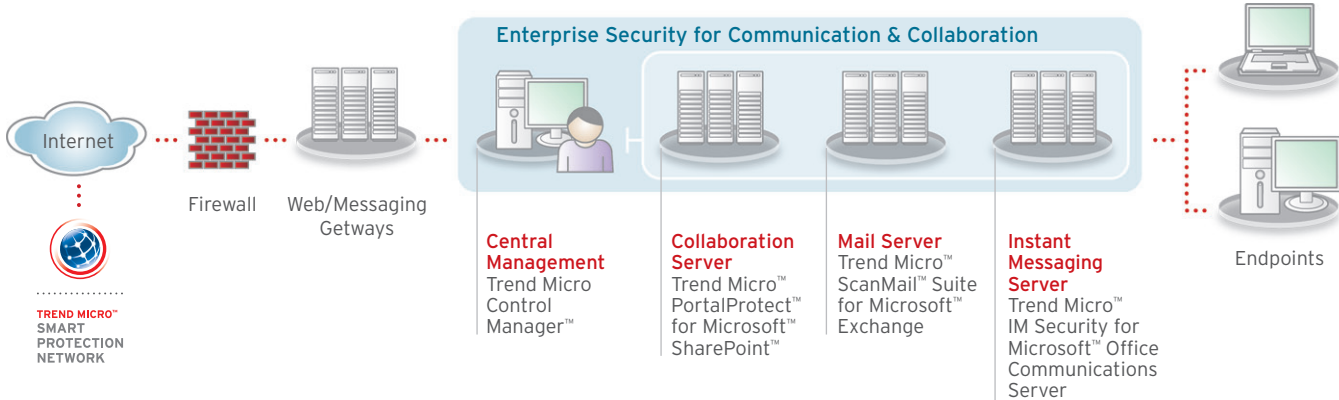 Enterprise Security for Communication & Collaboration
Internet
Firewall
Web/Messaging
Getways
TREND MICRO™
SMART
PROTECTION
NETWORK
Central
Management
Trend Micro
Control
Manager™
Collaboration
Server
Trend Micro™
PortalProtect™
for Microsoft™
SharePoint™
Mail Server
Trend Micro™
ScanMail™ Suite
for Microsoft™
Exchange
Instant
Messaging
Server
Trend Micro™
IM Security for
Microsoft™ Office
Communications
Server
Endpoints